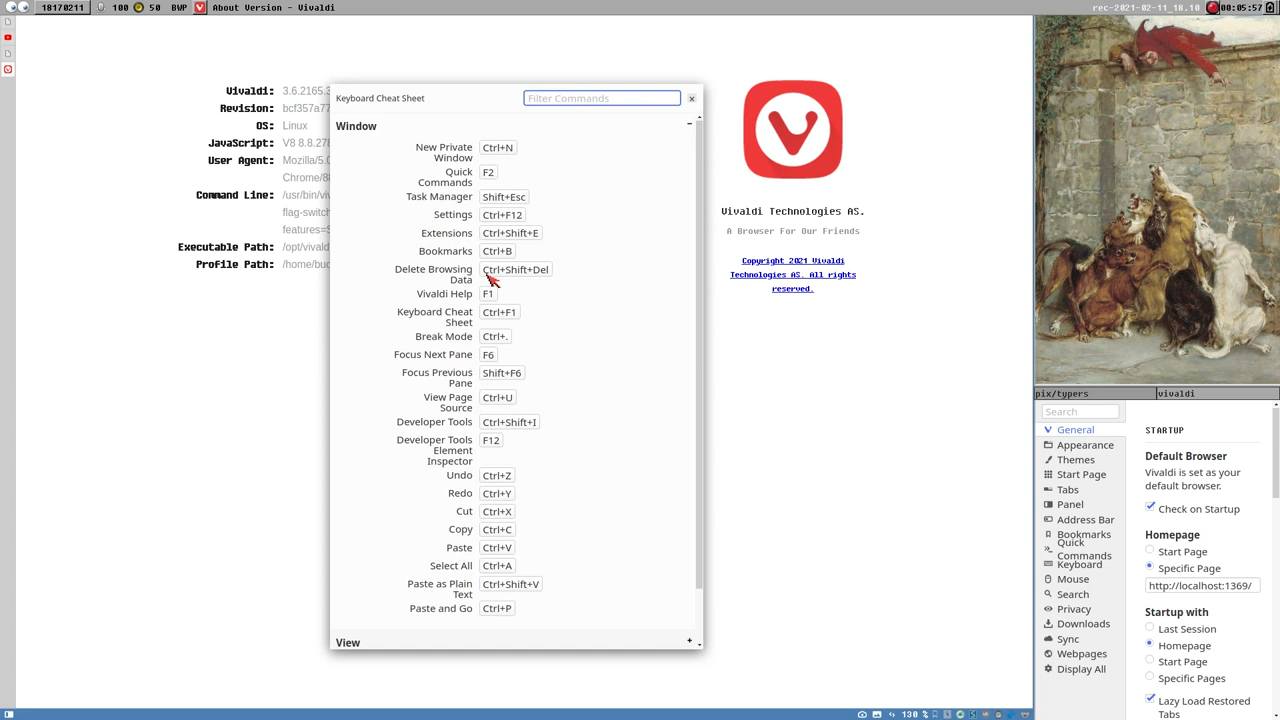 18170211 100 50 BWP About Version - Vivaldi rec-2021-02-11_18.10 00:05:57
Vivaldi: 3.6.2165.3
Revision: bcf357a77
OS: Linux
JavaScript: V8 8.8.278
User Agent: Mozilla/5.0
Chrome/88
Command Line: /usr/bin/viv
flag-switch
features=S
Executable Path: /opt/vivald
Profile Path: /home/buc
Keyboard Cheat Sheet
Filter Commands
Window
New Private Window Ctrl+N
Quick Commands F2
Task Manager Shift+Esc
Settings Ctrl+F12
Extensions Ctrl+Shift+E
Bookmarks Ctrl+B
Delete Browsing Data Ctrl+Shift+Del
Vivaldi Help F1
Keyboard Cheat Sheet Ctrl+F1
Break Mode Ctrl+.
Focus Next Pane F6
Focus Previous Pane Shift+F6
View Page Source Ctrl+U
Developer Tools Ctrl+Shift+I
Developer Tools Element Inspector F12
Undo Ctrl+Z
Redo Ctrl+Y
Cut Ctrl+X
Copy Ctrl+C
Paste Ctrl+V
Select All Ctrl+A
Paste as Plain Text Ctrl+Shift+V
Paste and Go Ctrl+P
View
Vivaldi Technologies AS.
A Browser For Our Friends
Copyright 2021 Vivaldi
Technologies AS. All rights
reserved.
pix/typers vivaldi
Search
General
Appearance
Themes
Start Page
Tabs
Panel
Address Bar
Bookmarks
Quick
Commands
Keyboard
Mouse
Search
Privacy
Downloads
Sync
Webpages
Display All
STARTUP
Default Browser
Vivaldi is set as your
default browser.
Check on Startup
Homepage
Start Page
Specific Page
http://localhost:1369/
Startup with
Last Session
Homepage
Start Page
Specific Pages
Lazy Load Restored
Tabs
130 %